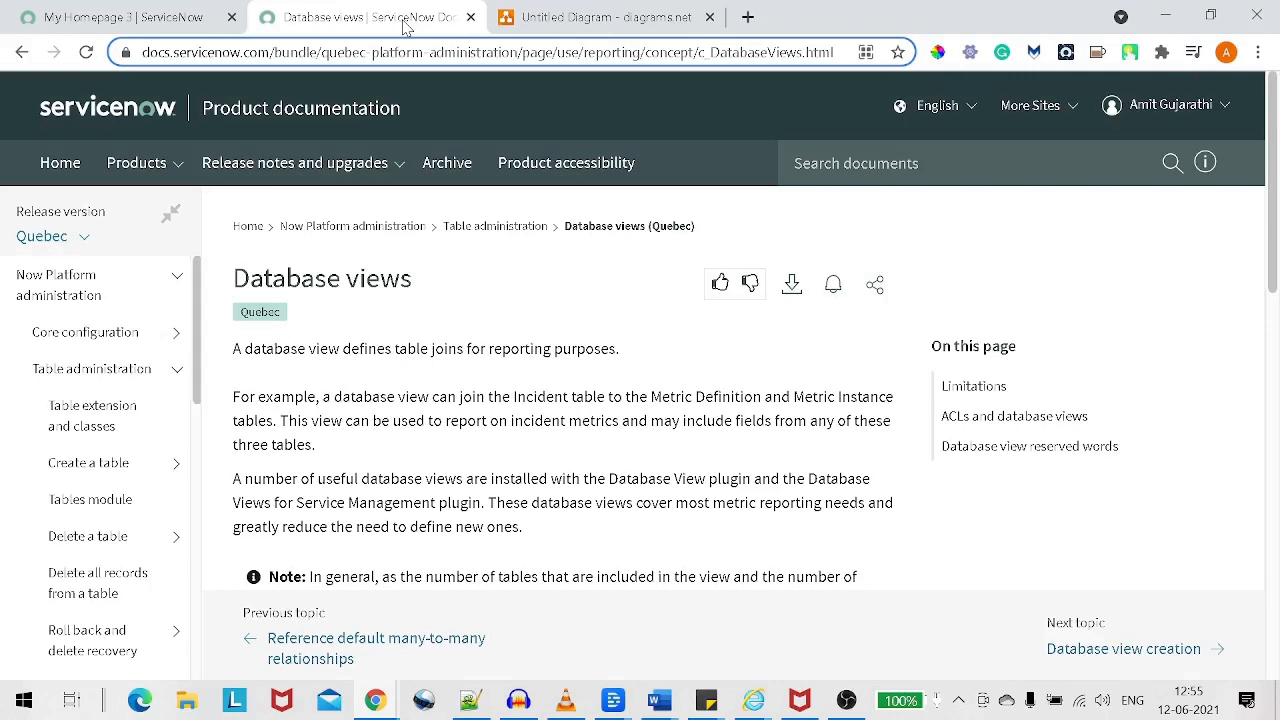 My Homepage 3 | ServiceNow
Database views | ServiceNow Doc
Untitled Diagram - diagrams.net
docs.servicenow.com/bundle/quebec-platform-administration/page/use/reporting/concept/c_DatabaseViews.html
A
servicenow
Product documentation
English
More Sites
Amit Gujarathi
Home
Products
Release notes and upgrades
Archive
Product accessibility
Search documents
Release version
Quebec
Home > Now Platform administration > Table administration > Database views (Quebec)
Now Platform
administration
Core configuration
Table administration
Table extension
and classes
Create a table
Tables module
Delete a table
Delete all records
from a table
Roll back and
delete recovery
Database views
Quebec
A database view defines table joins for reporting purposes.
For example, a database view can join the Incident table to the Metric Definition and Metric Instance
tables. This view can be used to report on incident metrics and may include fields from any of these
three tables.
A number of useful database views are installed with the Database View plugin and the Database
Views for Service Management plugin. These database views cover most metric reporting needs and
greatly reduce the need to define new ones.
Note: In general, as the number of tables that are included in the view and the number of
On this page
Limitations
ACLs and database views
Database view reserved words
Previous topic
Reference default many-to-many
relationships
Next topic
Database view creation
100%
ENG
12:55
12-06-2021